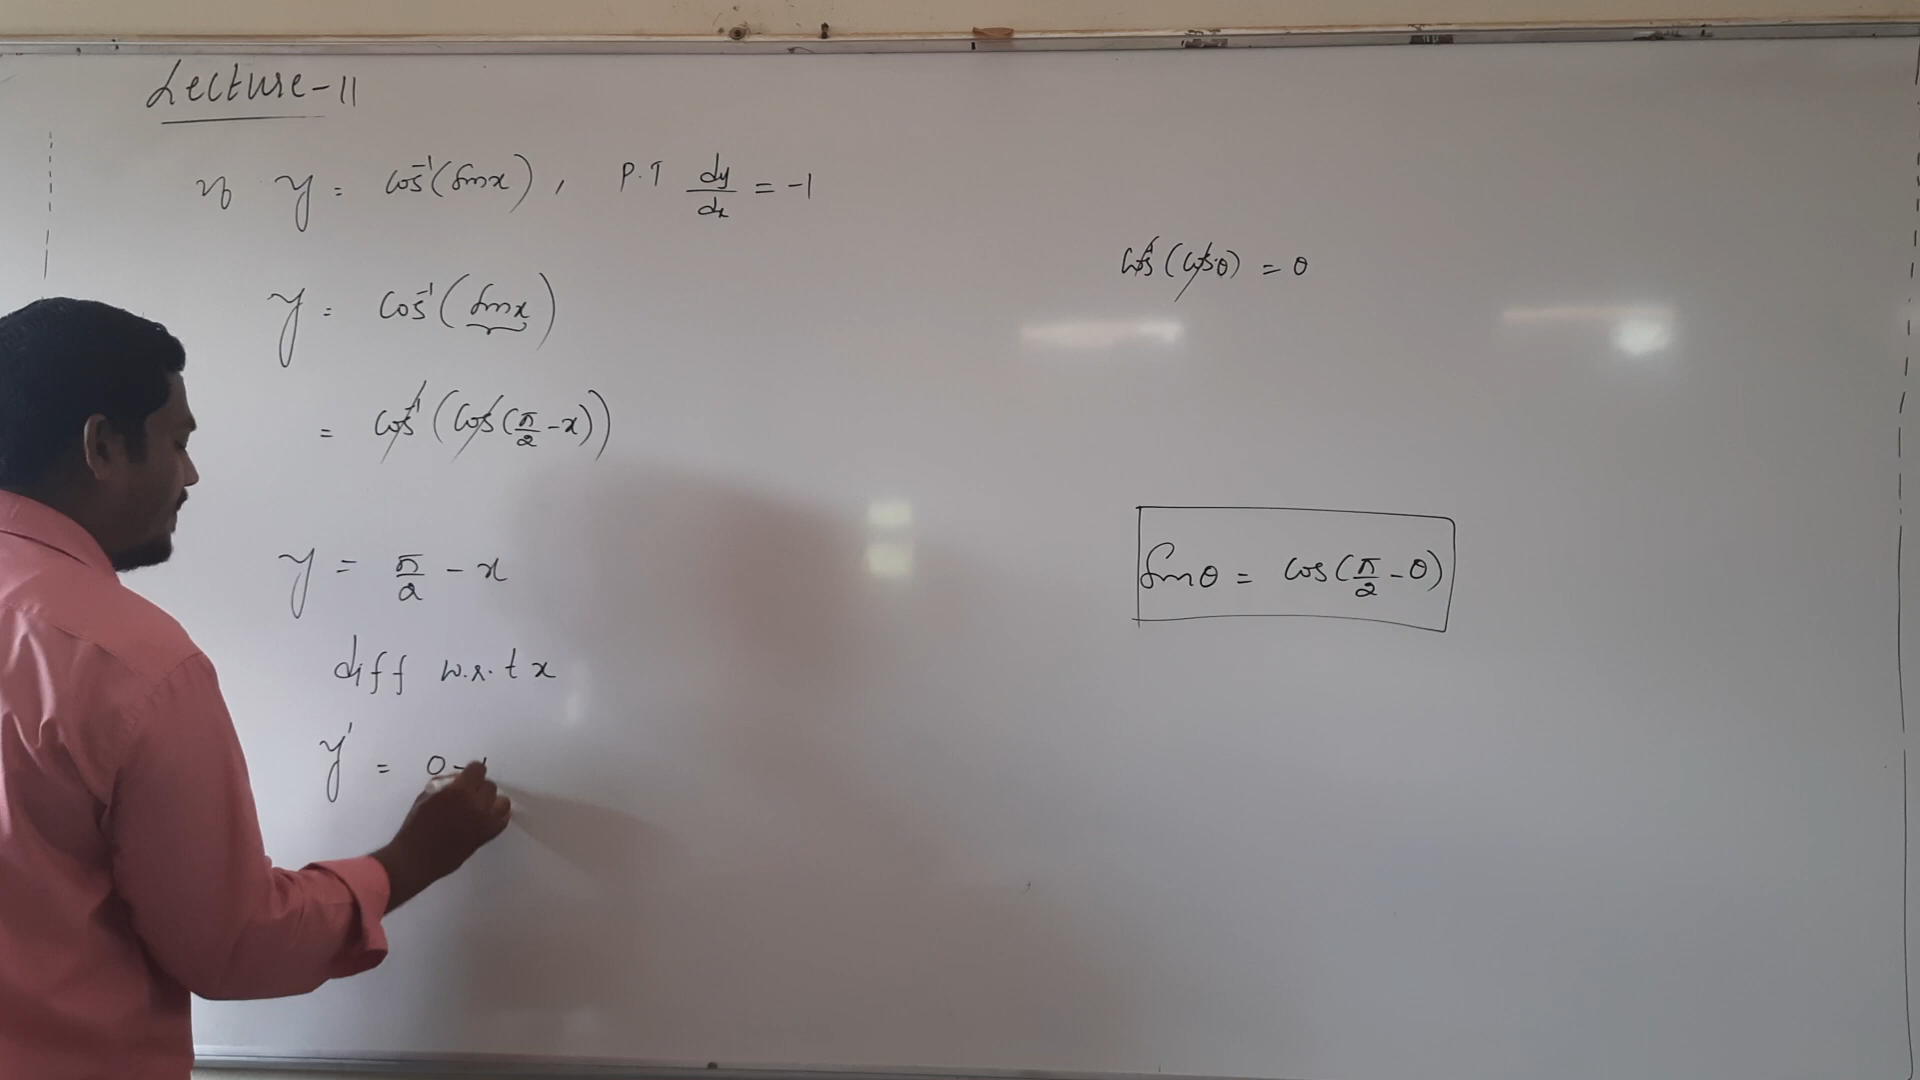 Lecture-11
If y = cos⁻¹(sinx), P.T dy/dx = -1
y = cos⁻¹(sinx)
= cos⁻¹(cos(π/2 - x))
y = π/2 - x
diff w.r.t x
y' = 0-
cos⁻¹(cosθ) = θ
sinθ = cos(π/2 - θ)